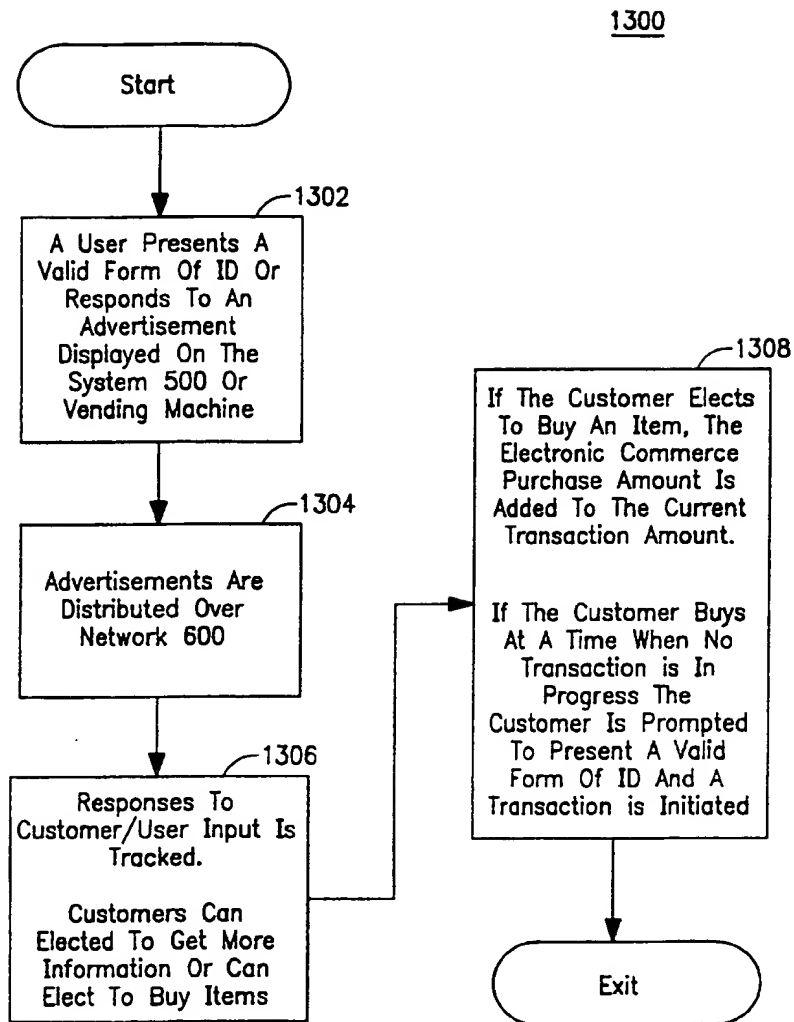 1300
Start
1302
A User Presents A
Valid Form Of ID Or
Responds To An
Advertisement
Displayed On The
System 500 Or
Vending Machine
1304
Advertisements Are
Distributed Over
Network 600
1306
Responses To
Customer/User Input Is
Tracked.
Customers Can
Elected To Get More
Information Or Can
Elect To Buy Items
1308
If The Customer Elects
To Buy An Item, The
Electronic Commerce
Purchase Amount Is
Added To The Current
Transaction Amount.
If The Customer Buys
At A Time When No
Transaction is In
Progress The
Customer Is Prompted
To Present A Valid
Form Of ID And A
Transaction is Initiated
Exit